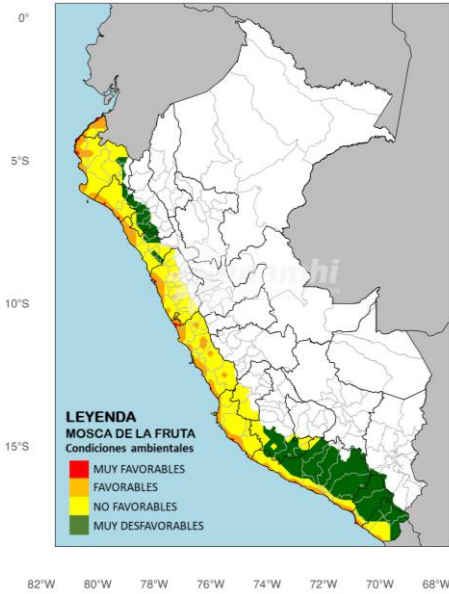 0°
5°S
10°S
15°S
senamhi
LEYENDA
MOSCA DE LA FRUTA
Condiciones ambientales
MUY FAVORABLES
FAVORABLES
NO FAVORABLES
MUY DESFAVORABLES
82°W 80°W 78°W 76°W 74°W 72°W 70°W 68°W